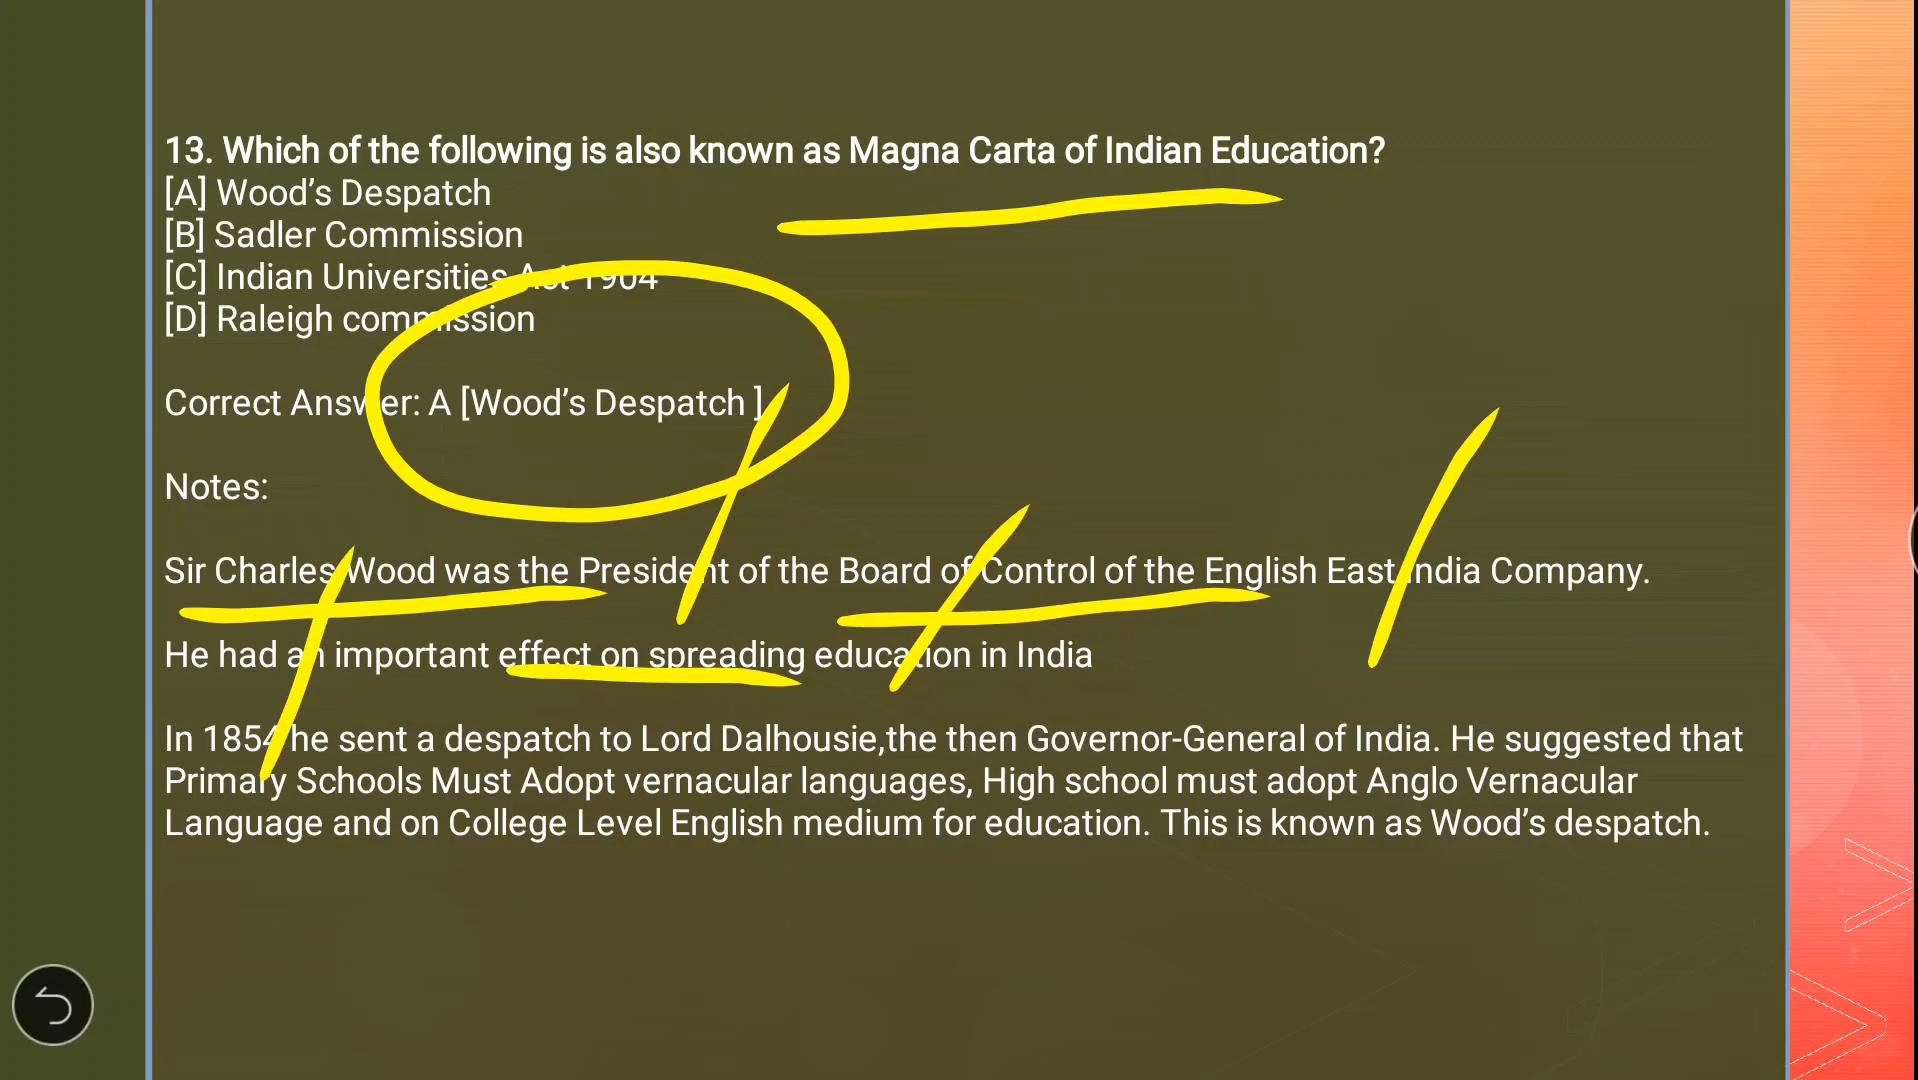 13. Which of the following is also known as Magna Carta of Indian Education?
[A] Wood’s Despatch
[B] Sadler Commission
[C] Indian Universities Act 1904
[D] Raleigh commission
Correct Answer: A [Wood’s Despatch ]
Notes:
Sir Charles Wood was the President of the Board of Control of the English East India Company.
He had an important effect on spreading education in India
In 1854 he sent a despatch to Lord Dalhousie,the then Governor-General of India. He suggested that
Primary Schools Must Adopt vernacular languages, High school must adopt Anglo Vernacular
Language and on College Level English medium for education. This is known as Wood’s despatch.